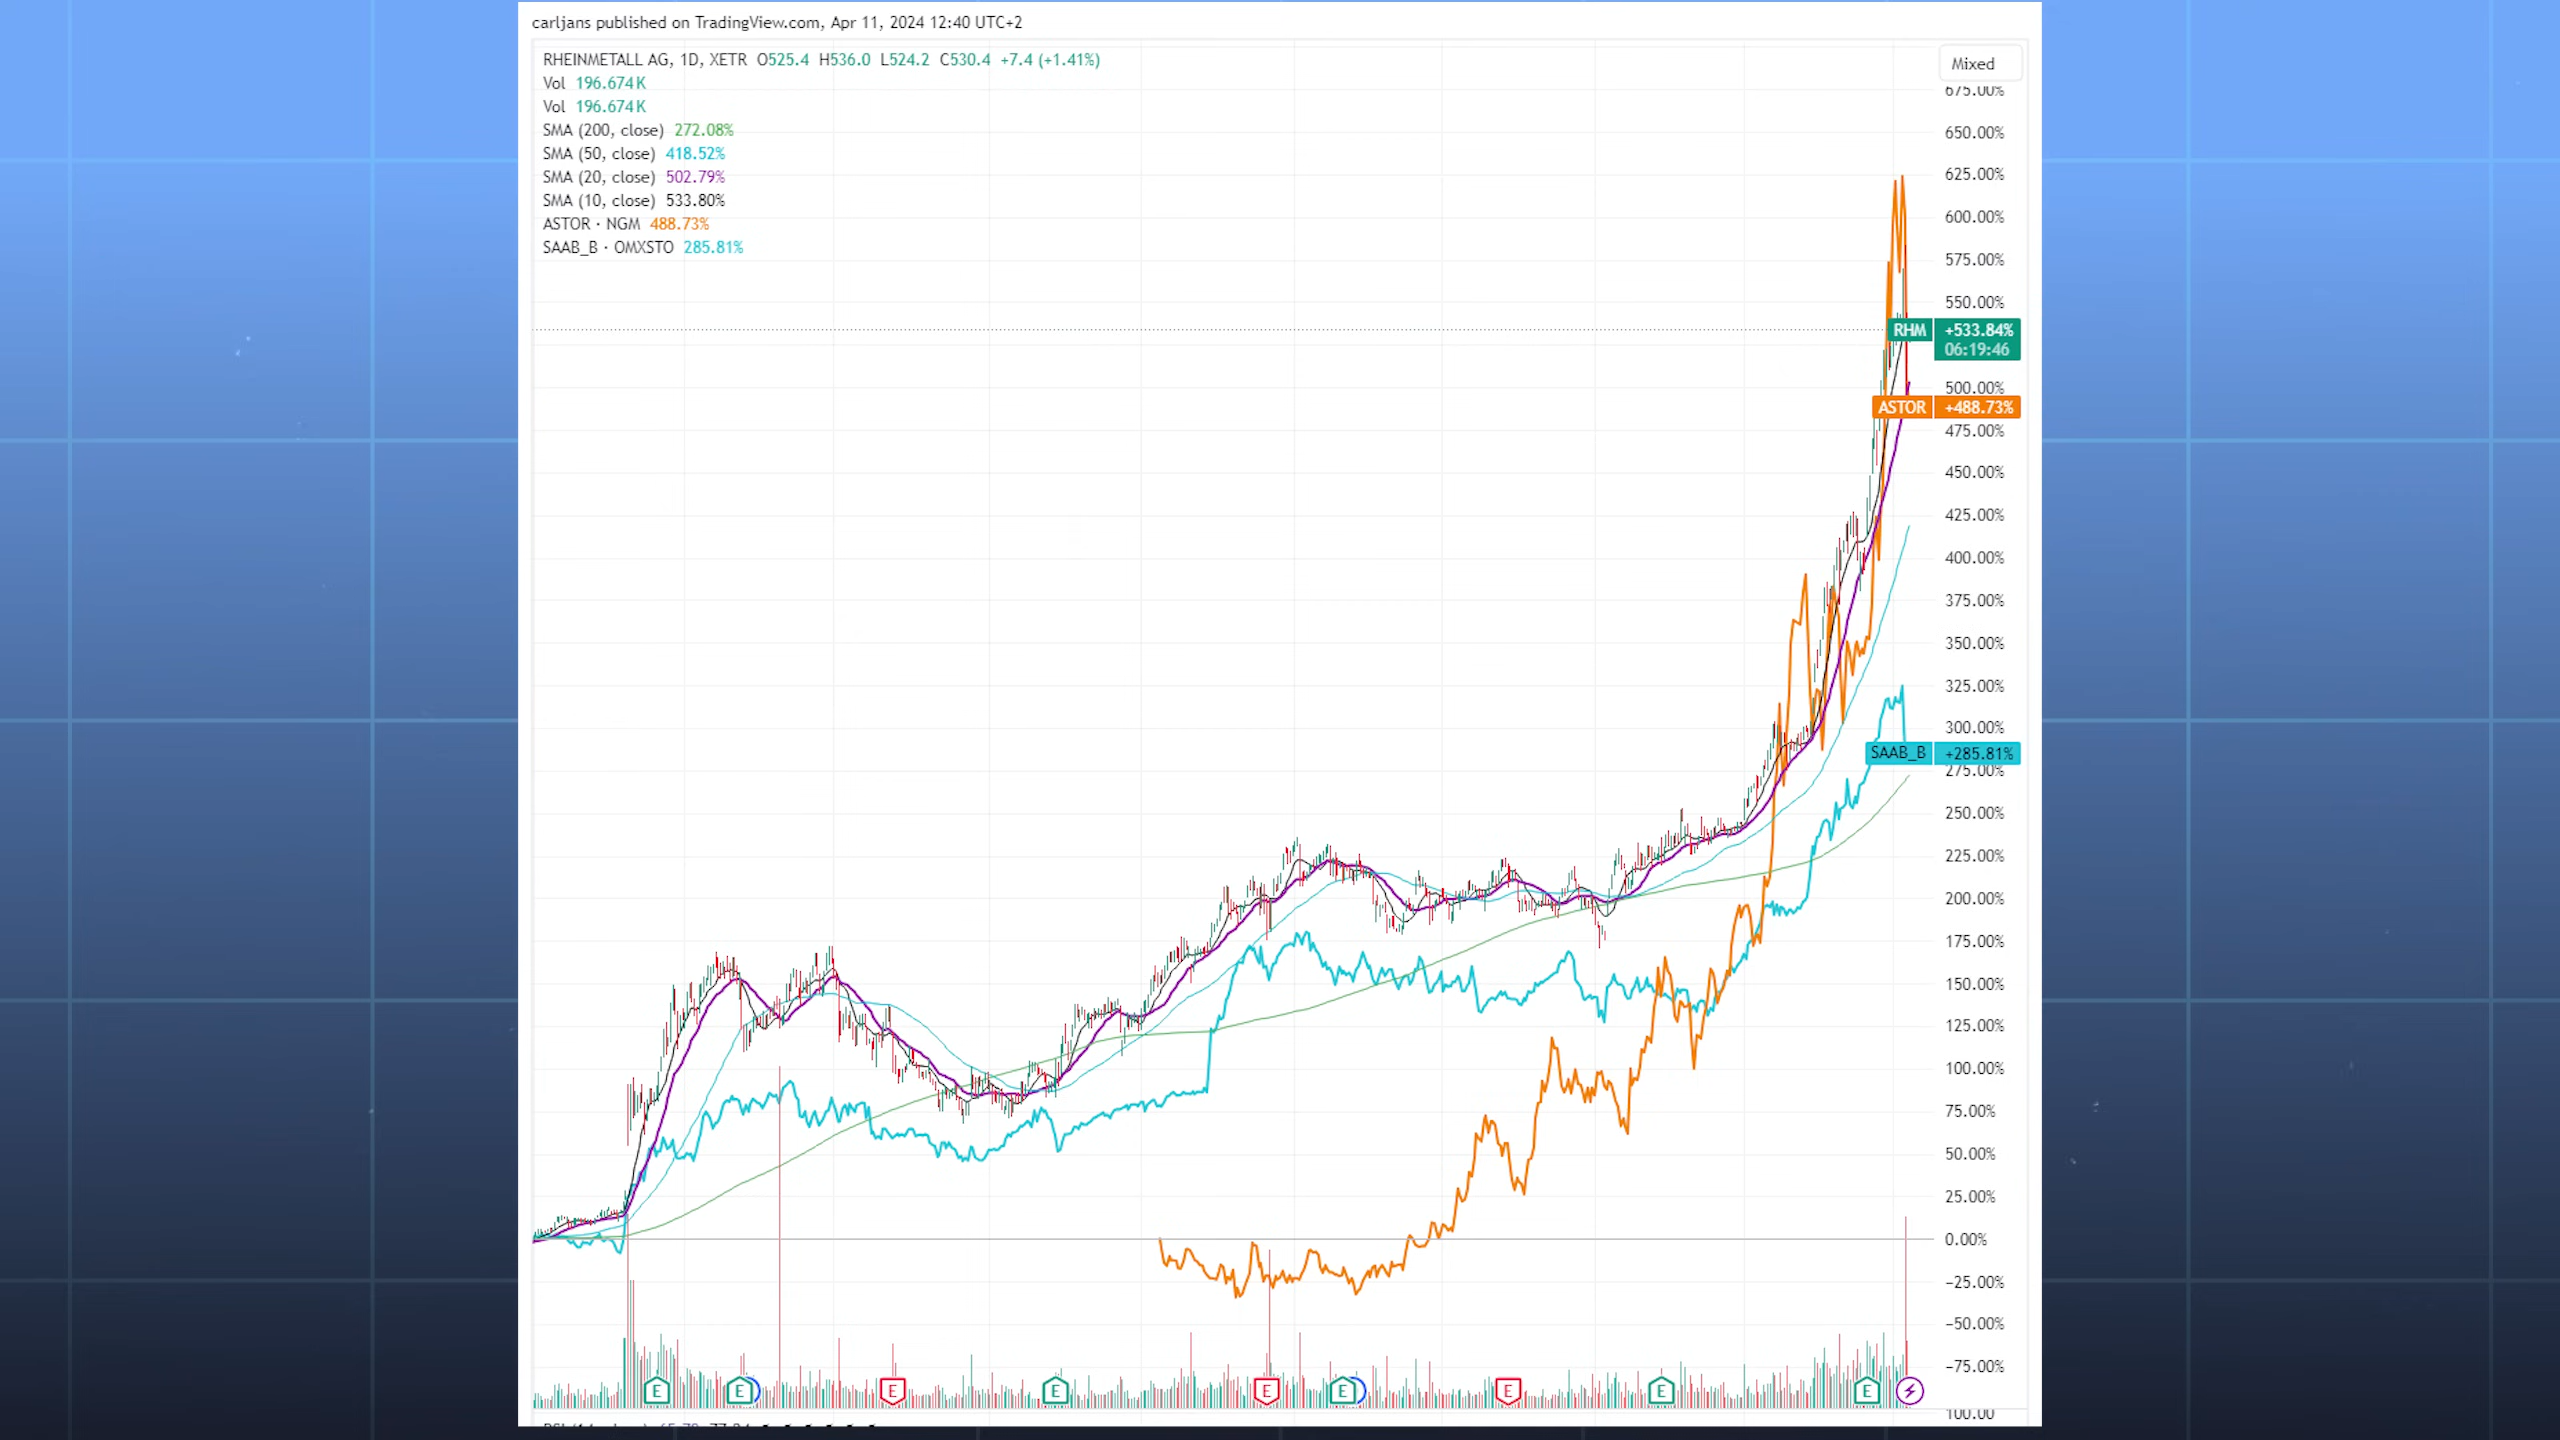 carljans published on TradingView.com, Apr 11, 2024 12:40 UTC+2
RHEINMETALL AG, 1D, XETR O525.4 H536.0 L524.2 C530.4 +7.4 (+1.41%)
Mixed
Vol 196.674K
Vol 196.674K
SMA (200, close) 272.08%
SMA (50, close) 418.52%
SMA (20, close) 502.79%
SMA (10, close) 533.80%
ASTOR · NGM 488.73%
SAAB_B · OMXSTO 285.81%
675.00%
650.00%
625.00%
600.00%
575.00%
550.00%
RHM +533.84%
06:19:46
500.00%
ASTOR +488.73%
475.00%
450.00%
425.00%
400.00%
375.00%
350.00%
325.00%
300.00%
SAAB_B +285.81%
275.00%
250.00%
225.00%
200.00%
175.00%
150.00%
125.00%
100.00%
75.00%
50.00%
25.00%
0.00%
−25.00%
−50.00%
−75.00%
E E E E E E E E E
100.00